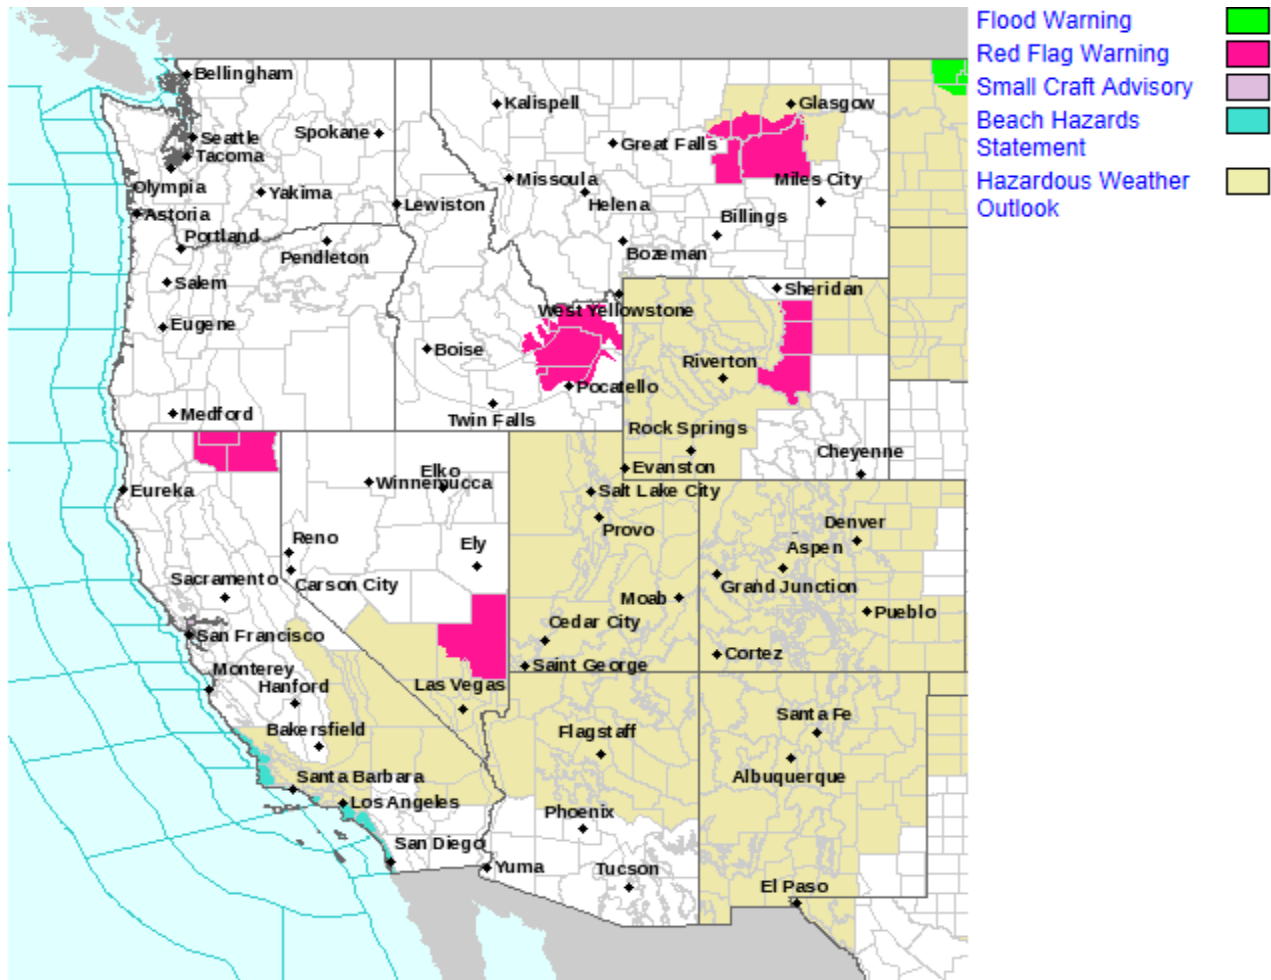 Flood Warning
Red Flag Warning
Small Craft Advisory
Beach Hazards
Statement
Hazardous Weather
Outlook
Bellingham
Kalispell
Glasgow
Seattle
Spokane
Great Falls
Tacoma
Olympia
Yakima
Missoula
Miles City
Lewiston
Helena
Astoria
Billings
Portland
Pendleton
Bozeman
Salem
Sheridan
West Yellowstone
Eugene
Boise
Riverton
Pocatello
Medford
Twin Falls
Rock Springs
Cheyenne
Elko
Evanston
Winnemucca
Eureka
Salt Lake City
Provo
Denver
Reno
Ely
Aspen
Sacramento
Carson City
Grand Junction
Moab
Pueblo
Cedar City
San Francisco
Cortez
Saint George
Monterey
Hanford
Las Vegas
Santa Fe
Bakersfield
Flagstaff
Santa Barbara
Albuquerque
Los Angeles
Phoenix
San Diego
Yuma
Tucson
El Paso